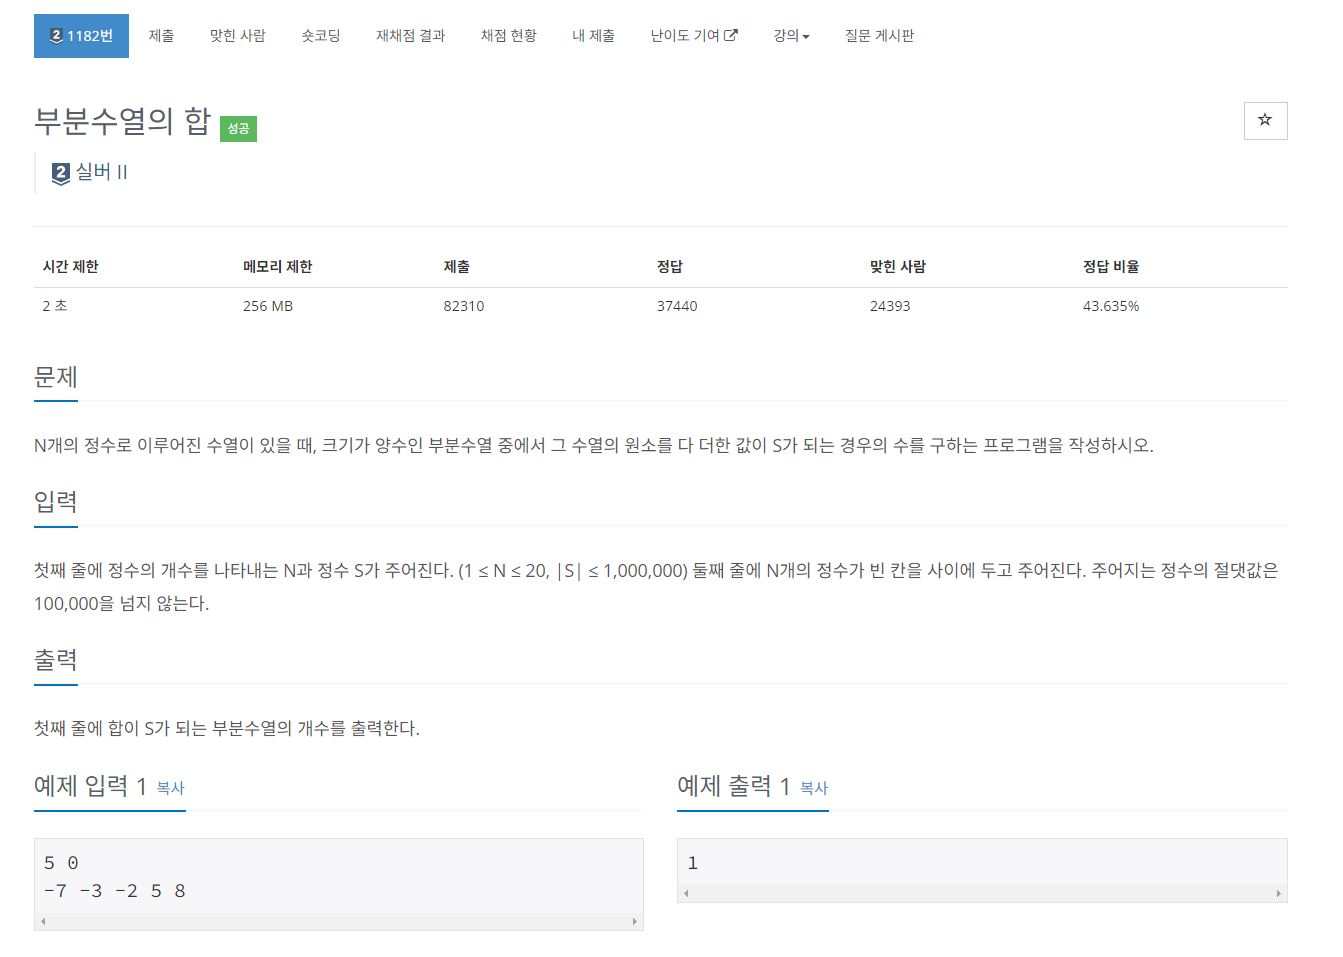 2 1182번 제출 맞힌 사람 숏코딩 재채점 결과 채점 현황 내 제출 난이도 기여 강의 질문 게시판
부분수열의 합 성공
2 실버 II
시간 제한 메모리 제한 제출 정답 맞힌 사람 정답 비율
2 초 256 MB 82310 37440 24393 43.635%
문제
N개의 정수로 이루어진 수열이 있을 때, 크기가 양수인 부분수열 중에서 그 수열의 원소를 다 더한 값이 S가 되는 경우의 수를 구하는 프로그램을 작성하시오.
입력
첫째 줄에 정수의 개수를 나타내는 N과 정수 S가 주어진다. (1 ≤ N ≤ 20, |S| ≤ 1,000,000) 둘째 줄에 N개의 정수가 빈 칸을 사이에 두고 주어진다. 주어지는 정수의 절댓값은
100,000을 넘지 않는다.
출력
첫째 줄에 합이 S가 되는 부분수열의 개수를 출력한다.
예제 입력 1 복사
5 0
-7 -3 -2 5 8
예제 출력 1 복사
1